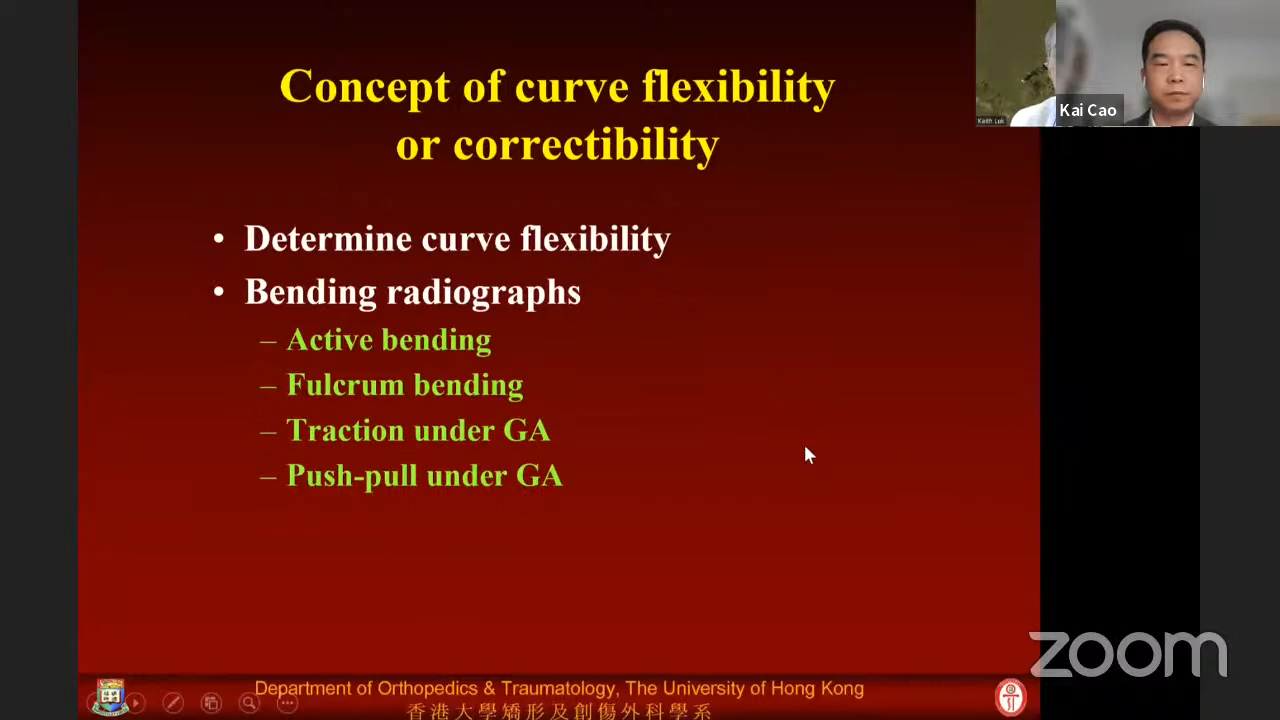 Concept of curve flexibility
or correctibility
• Determine curve flexibility
• Bending radiographs
– Active bending
– Fulcrum bending
– Traction under GA
– Push-pull under GA
Department of Orthopedics & Traumatology, The University of Hong Kong
香港大學矯形及創傷外科學系
Keith Luk
Kai Cao
zoom